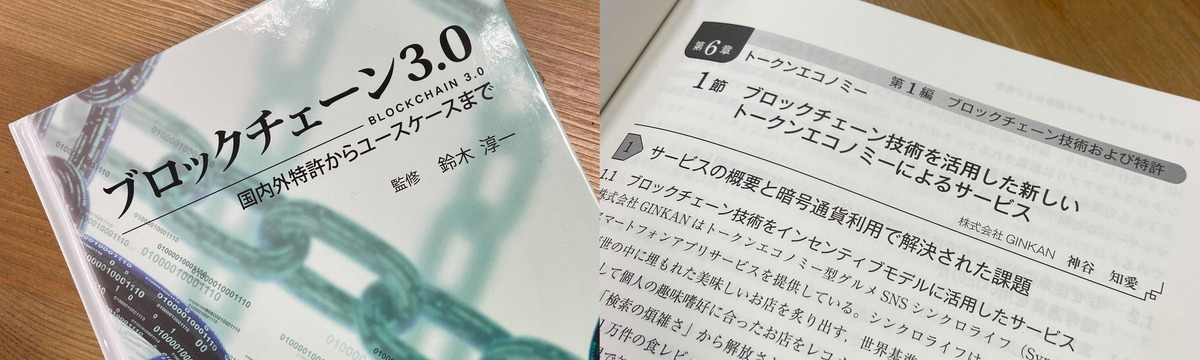 ブロックチェーン3.0
BLOCKCHAIN 3.0
国内外特許からユースケースまで
監修 鈴木 淳一
第6章
トークンエコノミー 第1編 ブロックチェーン技術および特許
1節 ブロックチェーン技術を活用した新しい
トークンエコノミーによるサービス
株式会社 GINKAN 神谷 知愛
1 サービスの概要と暗号通貨利用で解決された課題
1.1 ブロックチェーン技術をインセンティブモデルに活用したサービス
株式会社 GINKAN はトークンエコノミー型グルメ SNS シンクロライフ
スマートフォンアプリサービスを提供している。シンクロライフは
世の中に埋もれた美味しいお店を炙り出す，世界基準
して個人の趣味嗜好に合ったお店をレコ
「検索の煩雑さ」から解放さ
万件の食レビ